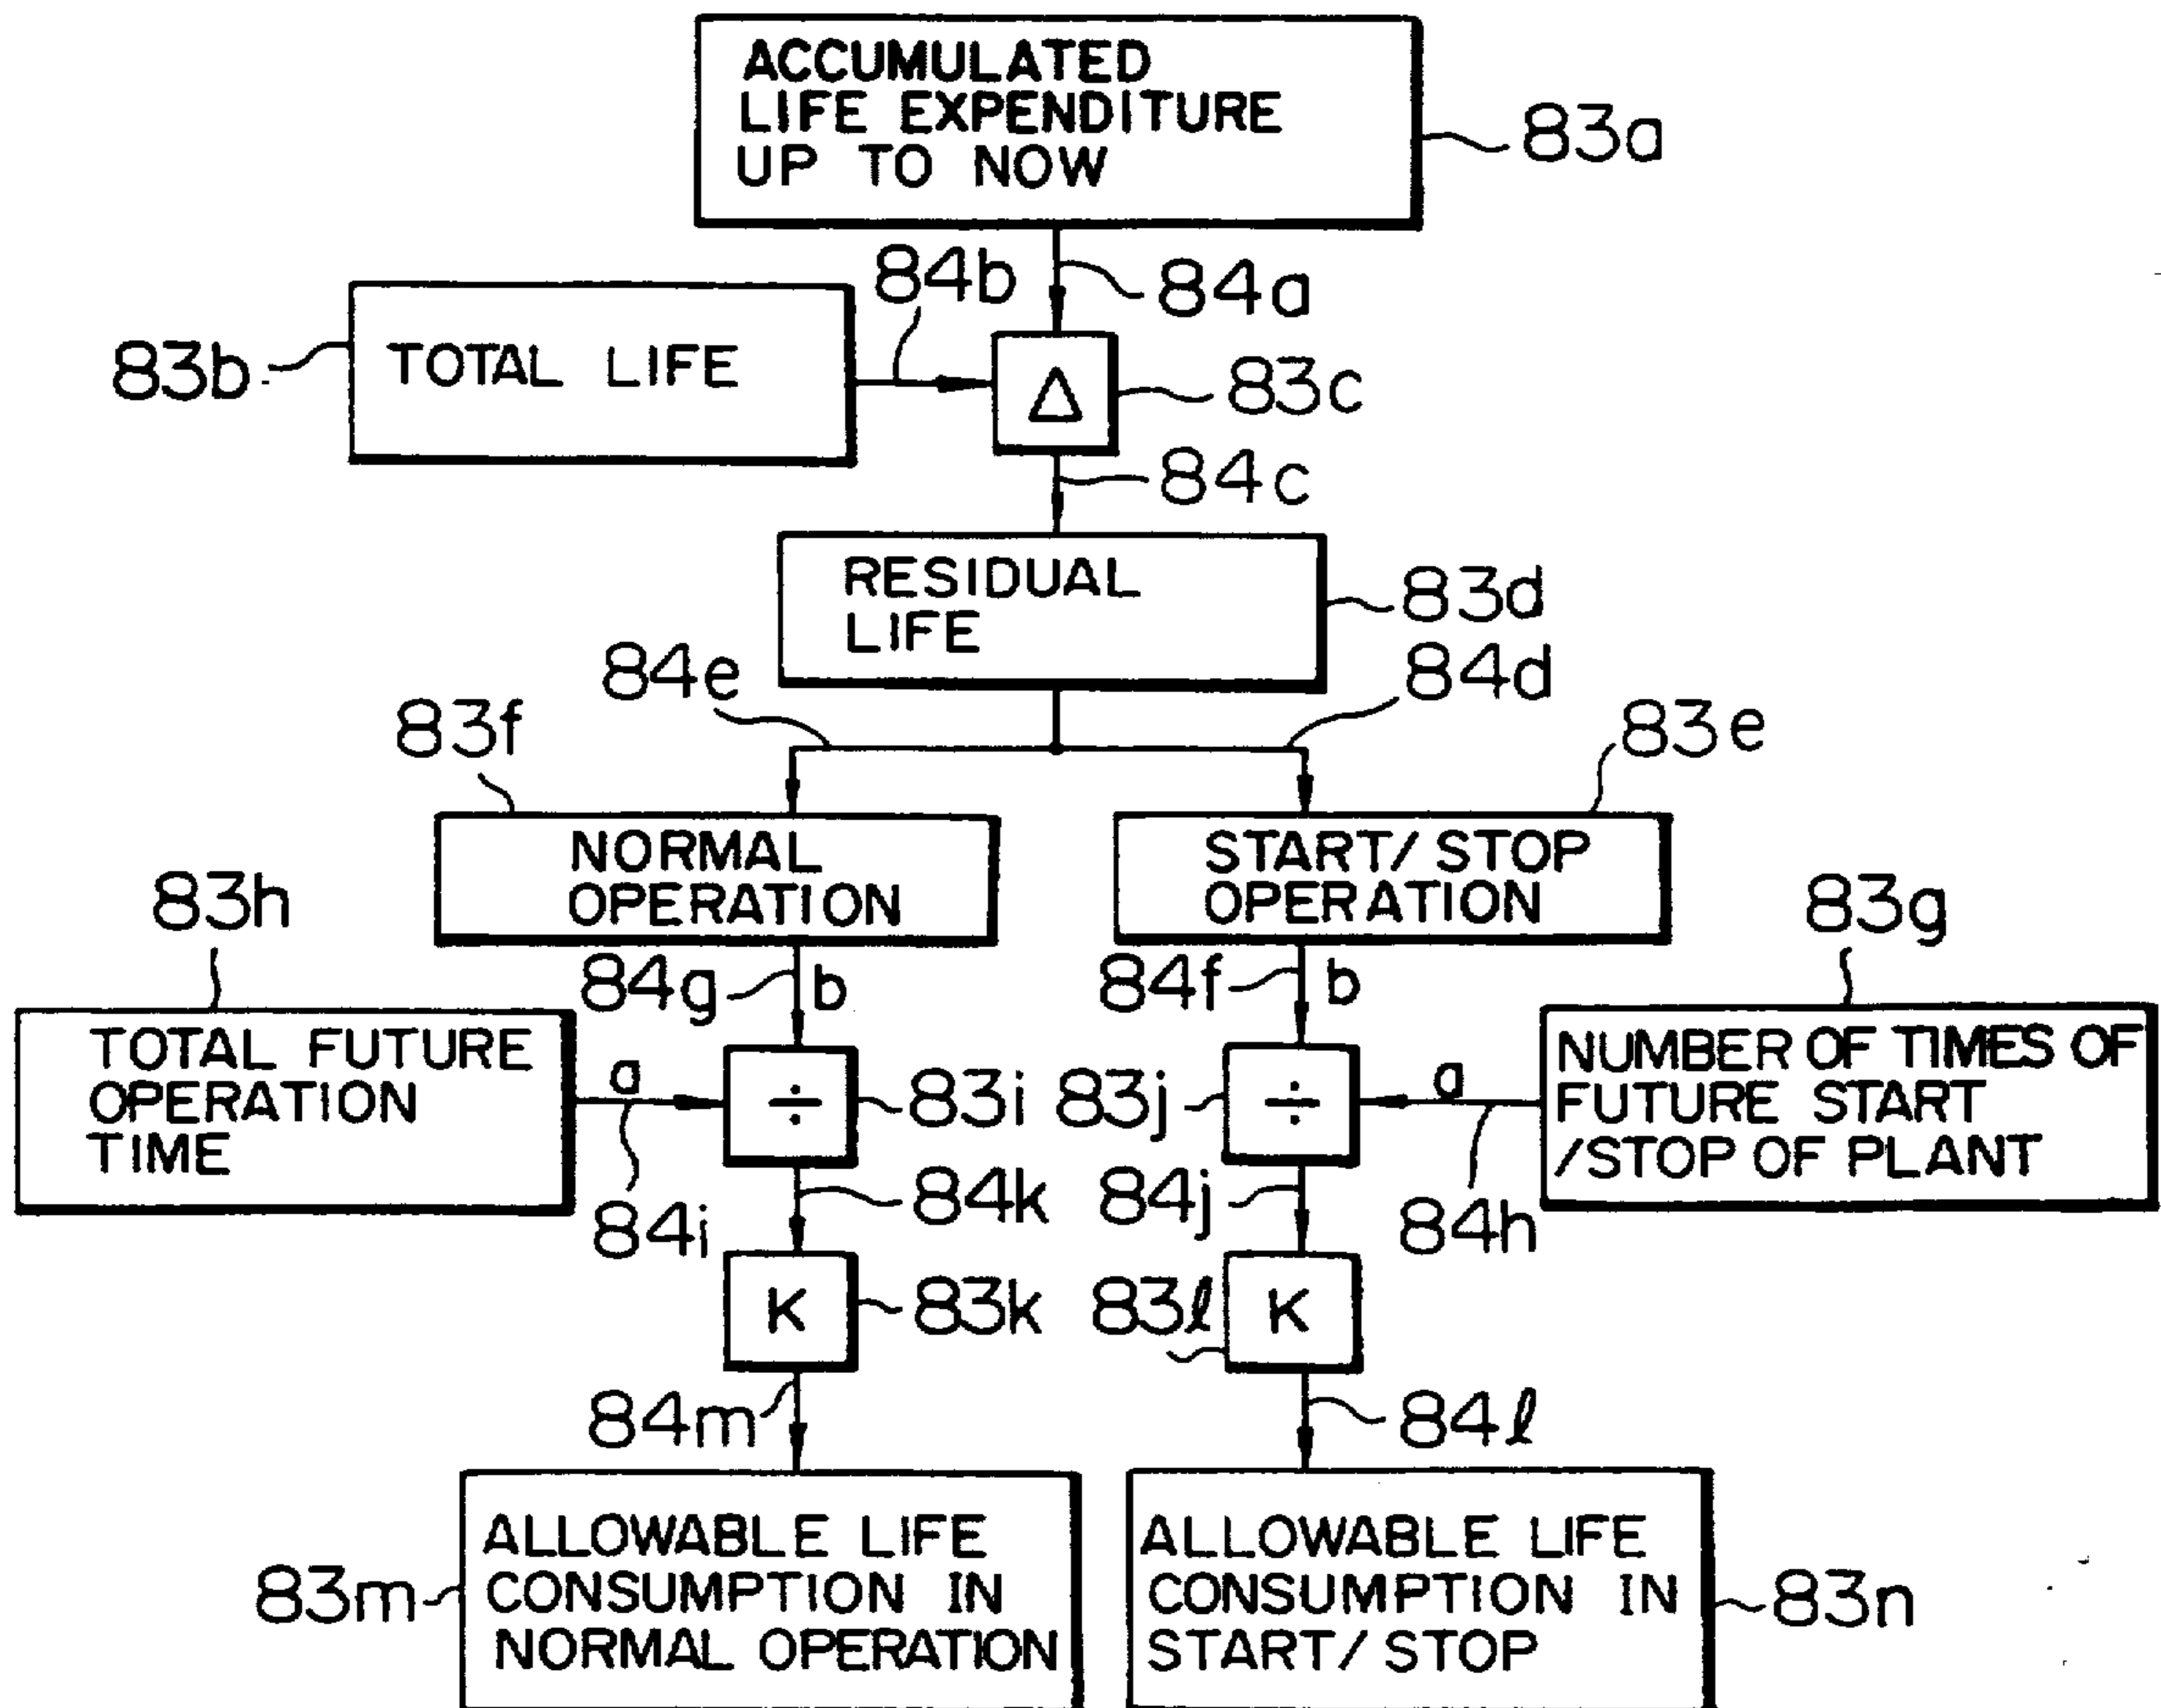 ACCUMULATED
LIFE EXPENDITURE
UP TO NOW
83a
84b
84a
83b
TOTAL LIFE
Δ
83c
84c
RESIDUAL
LIFE
83d
84e
84d
83f
83e
NORMAL
OPERATION
START/STOP
OPERATION
83h
83g
84g
b
84f
b
TOTAL FUTURE
OPERATION
TIME
a
÷
83i
83j
÷
a
NUMBER OF TIMES OF
FUTURE START
/STOP OF PLANT
84i
84k
84j
84h
K
83k
83ℓ
K
84m
84ℓ
83m
ALLOWABLE LIFE
CONSUMPTION IN
NORMAL OPERATION
ALLOWABLE LIFE
CONSUMPTION IN
START/STOP
83n